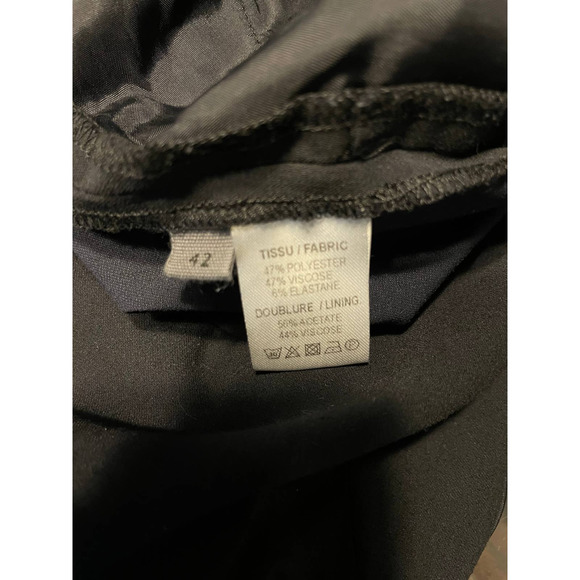 42
TISSU / FABRIC
47% POLYESTER
47% VISCOSE
6% ELASTANE
DOUBLURE / LINING
56% ACETATE
44% VISCOSE